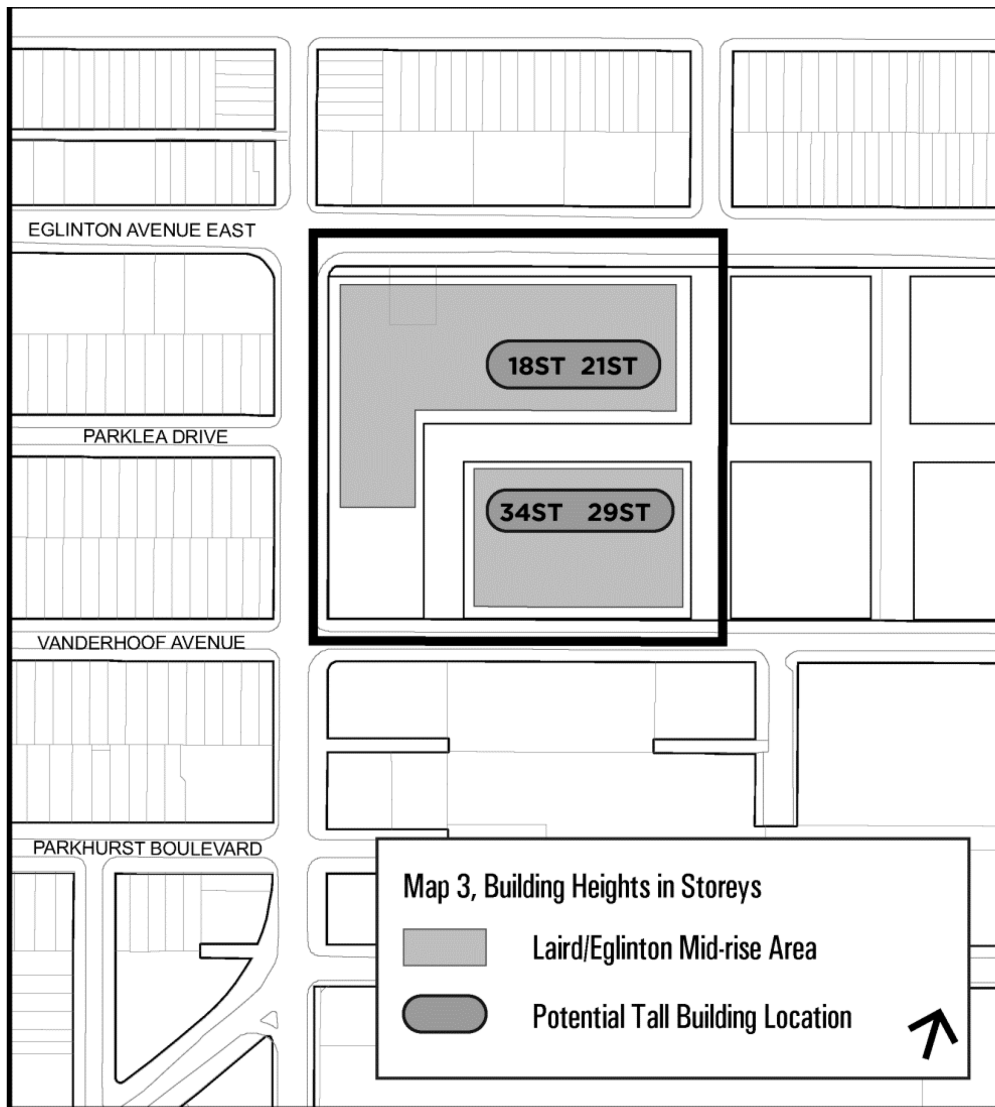 EGLINTON AVENUE EAST
18ST 21ST
PARKLEA DRIVE
34ST 29ST
VANDERHOOF AVENUE
PARKHURST BOULEVARD
Map 3, Building Heights in Storeys
Laird/Eglinton Mid-rise Area
Potential Tall Building Location